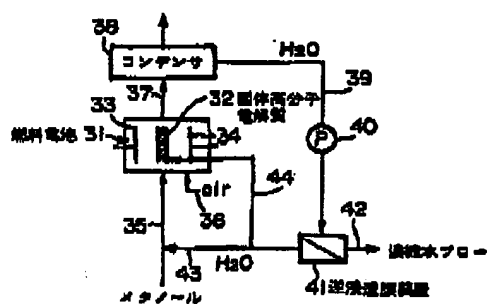 38
コンデンサ
H2O
39
37
33
32 固体高分子
電解質
34
燃料電池 31
P
40
air
36
44
35
42
濃縮水ブロー
43
H2O
41 逆浸透膜装置
メタノール